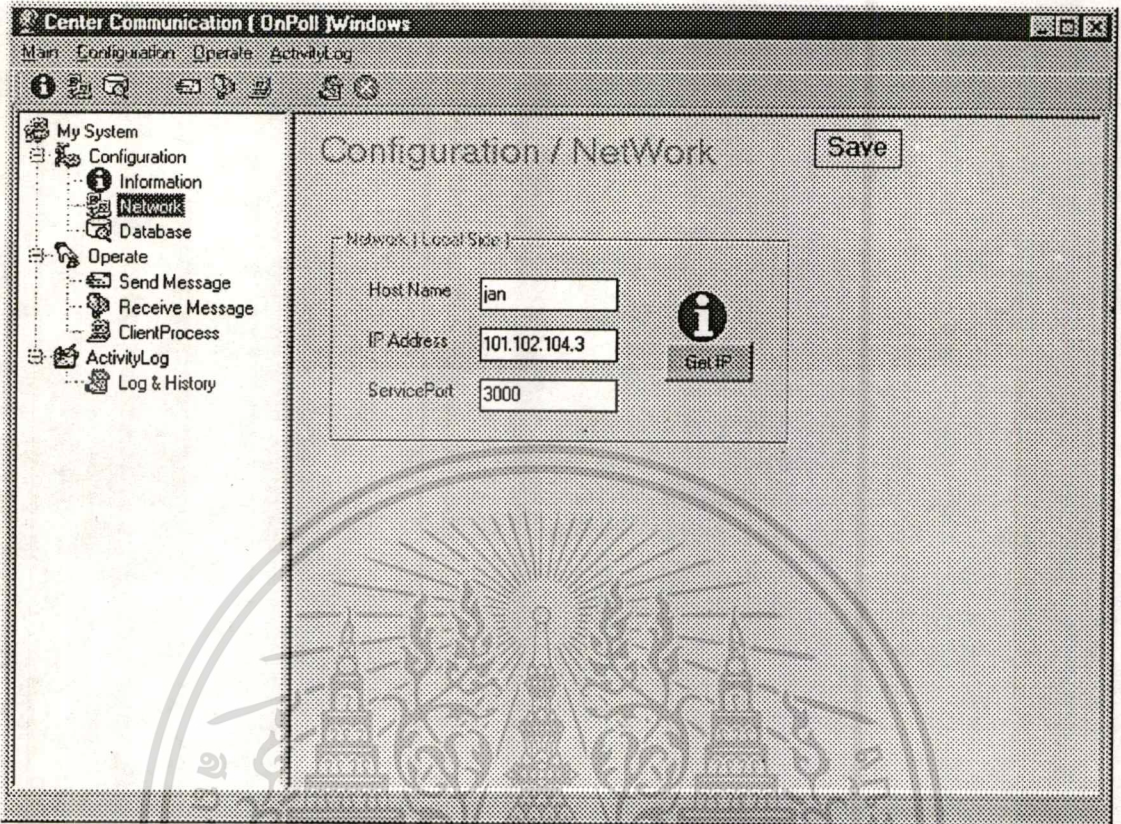 Center Communication ( OnPoll )Windows
Main Configuration Operate ActivityLog
My System
Configuration
Information
Network
Database
Operate
Send Message
Receive Message
ClientProcess
ActivityLog
Log & History
Configuration / NetWork
Save
Network ( Local Side )
Host Name jan
IP Address 101.102.104.3
Get IP
ServicePort 3000